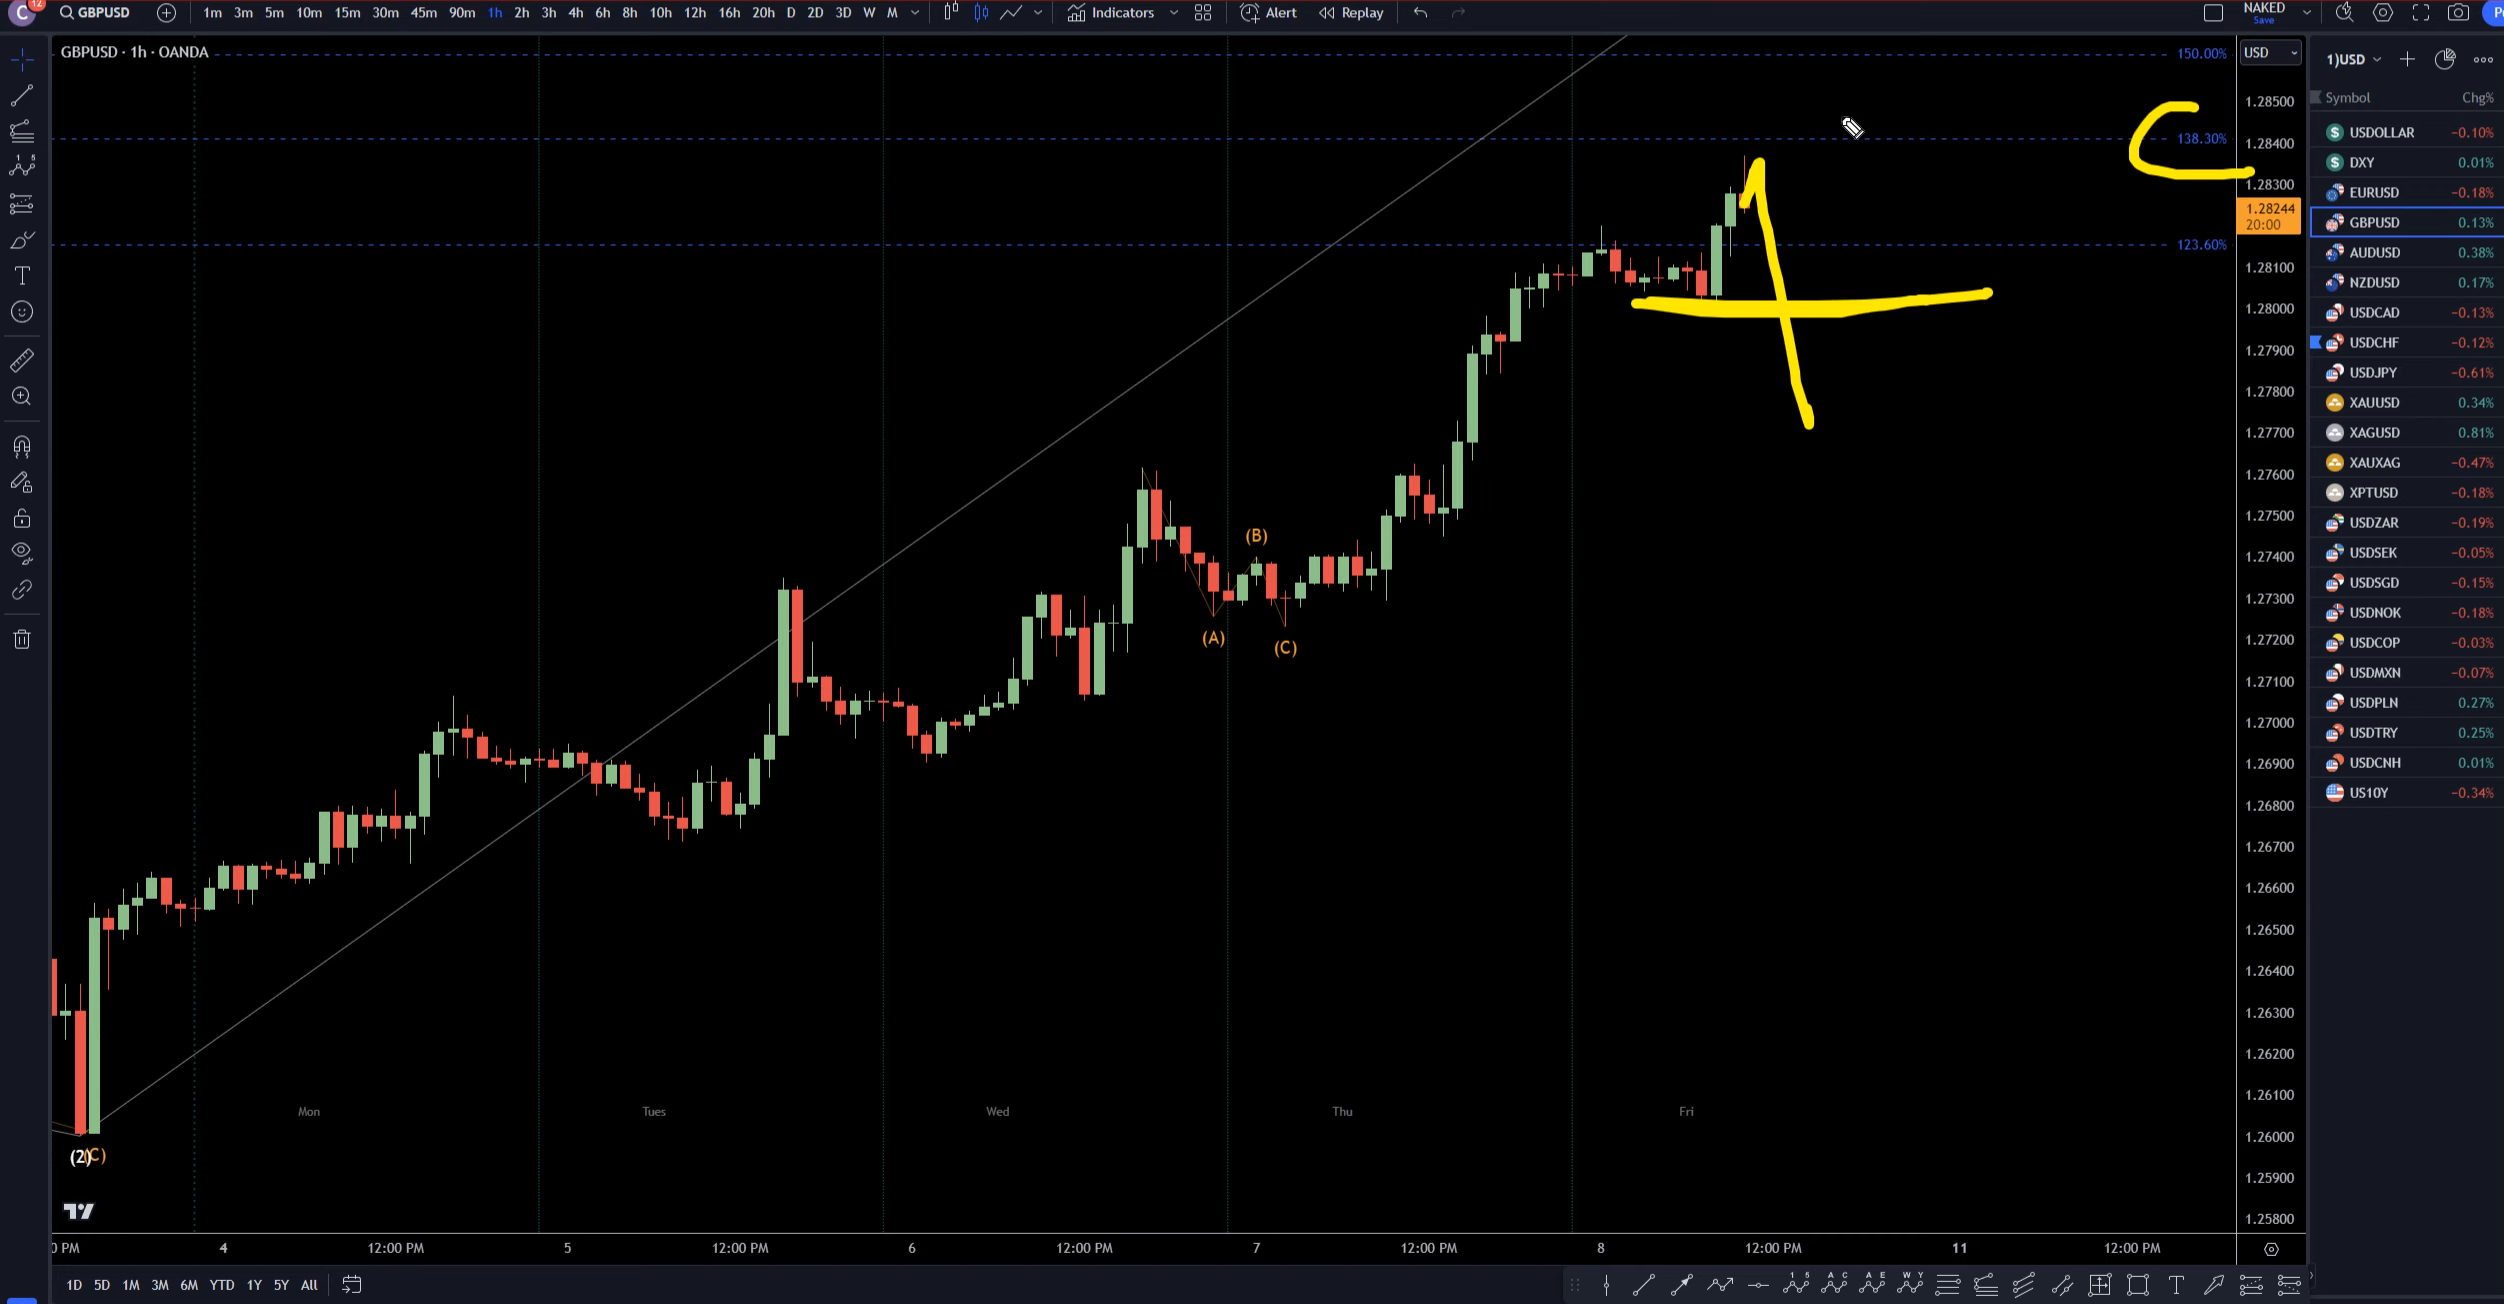 C 12 GBPUSD 1m 3m 5m 10m 15m 30m 45m 90m 1h 2h 3h 4h 6h 8h 10h 12h 16h 20h D 2D 3D W M Indicators Alert Replay NAKED
Save
GBPUSD · 1h · OANDA
150.00%
138.30%
123.60%
USD
1.28500
1.28400
1.28300
1.28244
20:00
1.28100
1.28000
1.27900
1.27800
1.27700
1.27600
1.27500
1.27400
1.27300
1.27200
1.27100
1.27000
1.26900
1.26800
1.26700
1.26600
1.26500
1.26400
1.26300
1.26200
1.26100
1.26000
1.25900
1.25800
(B)
(A)
(C)
(2)
(C)
Mon Tues Wed Thu Fri
0 PM 4 12:00 PM 5 12:00 PM 6 12:00 PM 7 12:00 PM 8 12:00 PM 11 12:00 PM
1D 5D 1M 3M 6M YTD 1Y 5Y All
1)USD
Symbol Chg%
USDOLLAR −0.10%
DXY 0.01%
EURUSD −0.18%
GBPUSD 0.13%
AUDUSD 0.38%
NZDUSD 0.17%
USDCAD −0.13%
USDCHF −0.12%
USDJPY −0.61%
XAUUSD 0.34%
XAGUSD 0.81%
XAUXAG −0.47%
XPTUSD −0.18%
USDZAR −0.19%
USDSEK −0.05%
USDSGD −0.15%
USDNOK −0.18%
USDCOP −0.03%
USDMXN −0.07%
USDPLN 0.27%
USDTRY 0.25%
USDCNH 0.01%
US10Y −0.34%